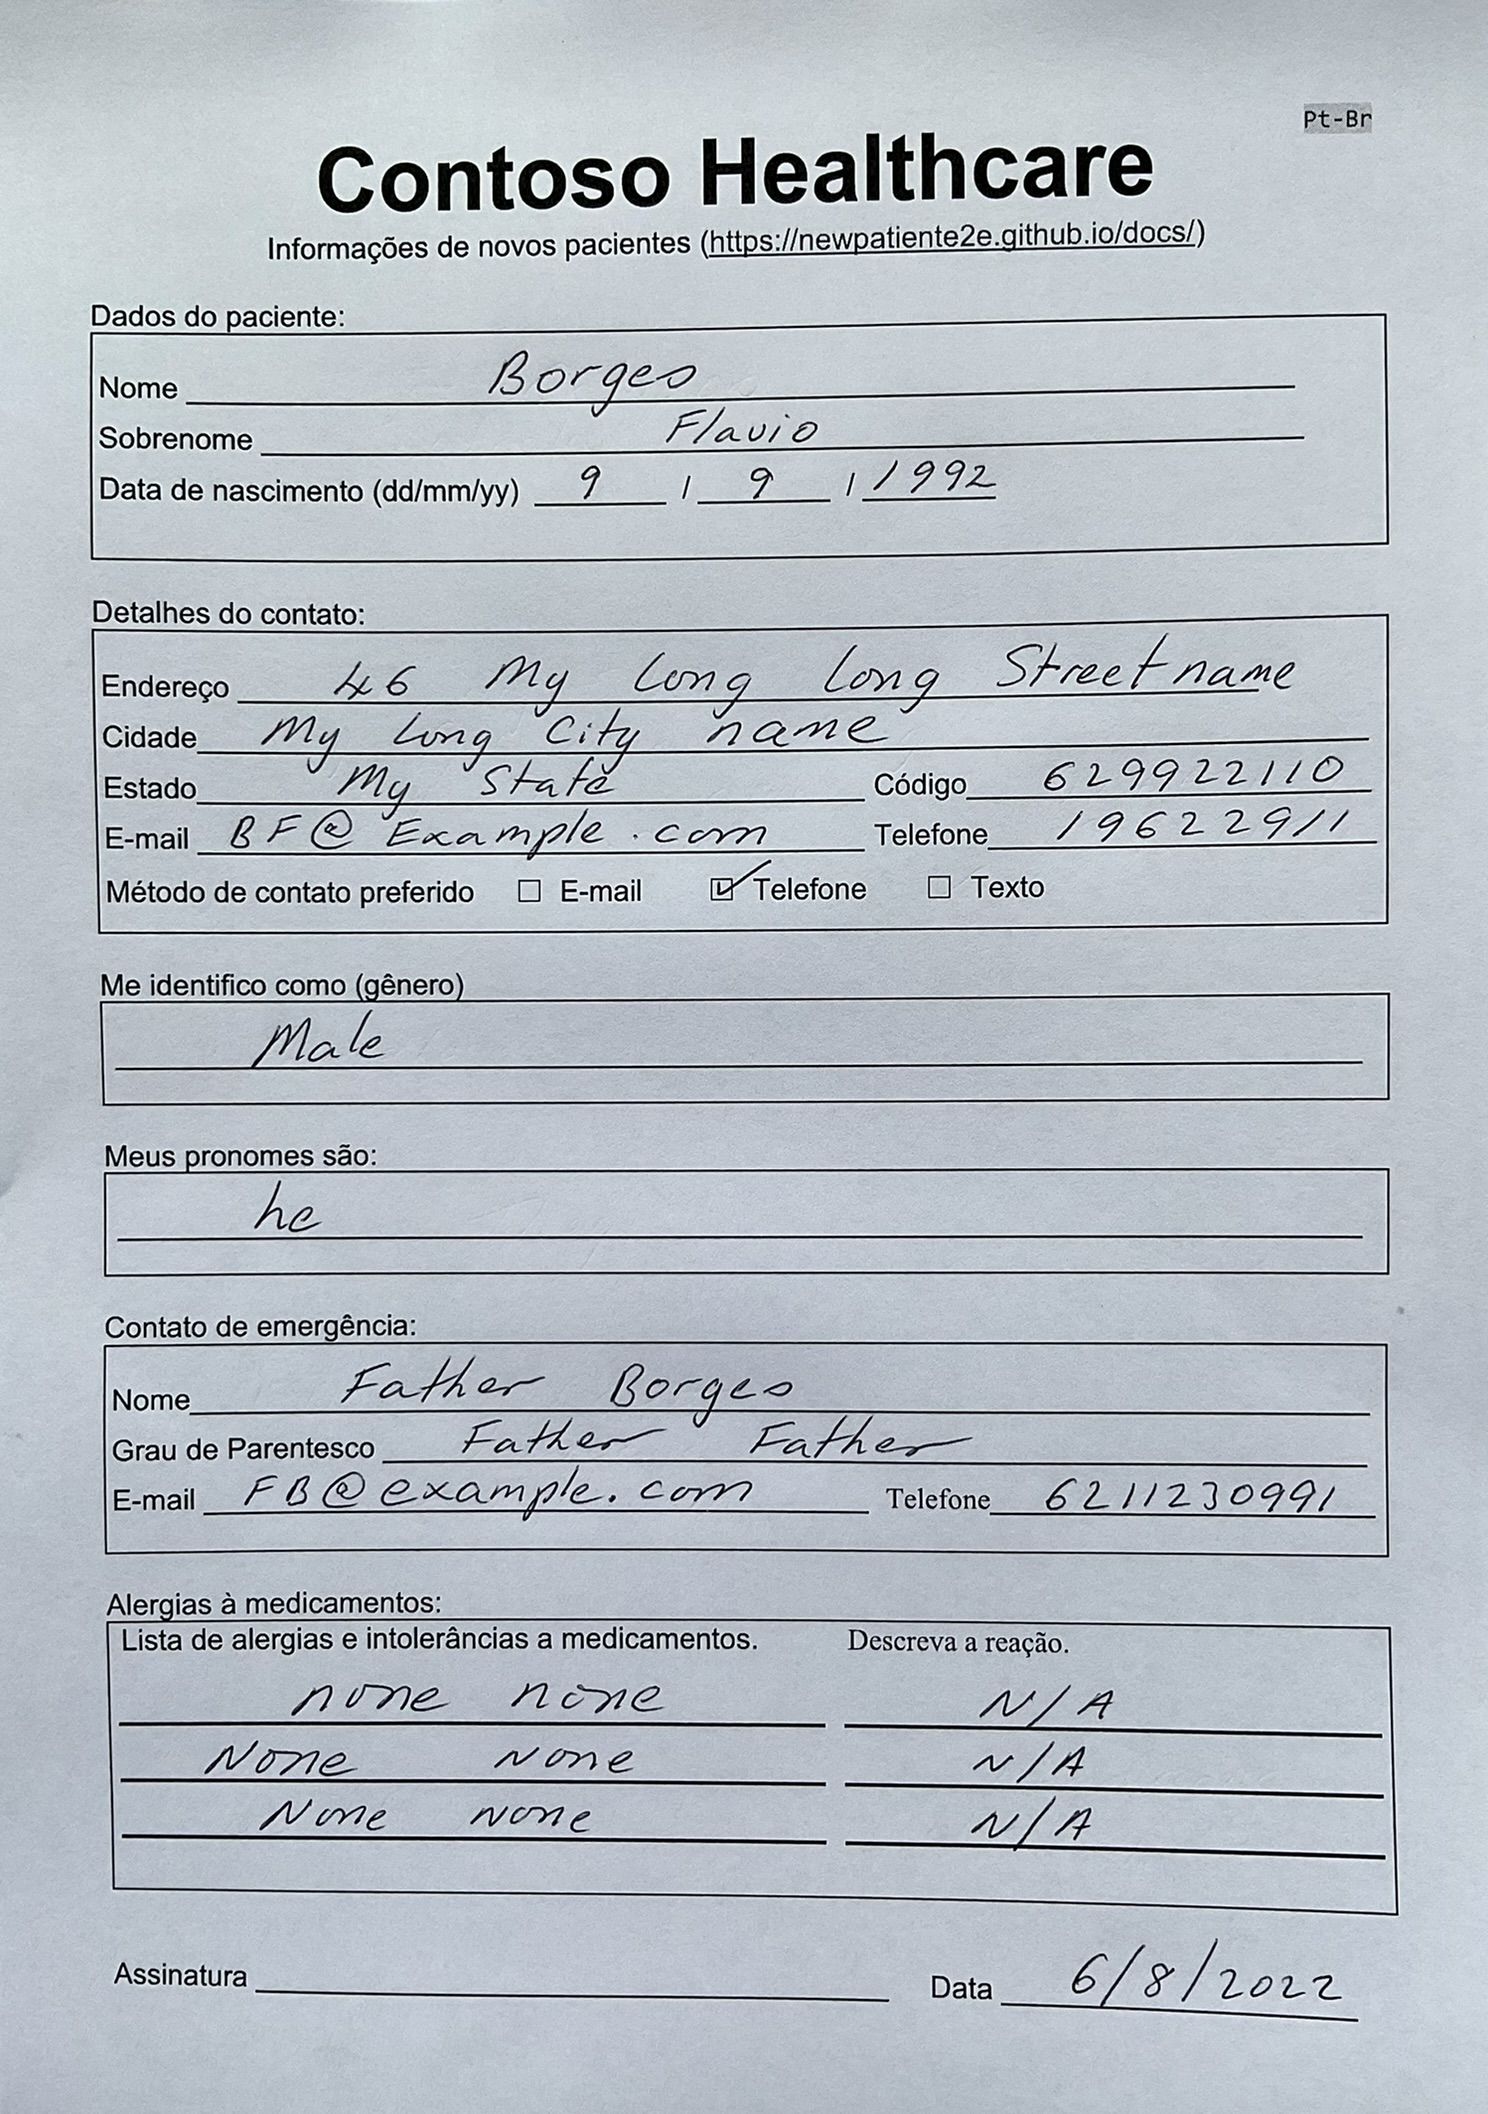 Pt-Br
Contoso Healthcare
Informações de novos pacientes (https://newpatiente2e.github.io/docs/)
Dados do paciente:
Nome Borges
Sobrenome Flavio
Data de nascimento (dd/mm/yy) 9 / 9 / 1992
Detalhes do contato:
Endereço 46 My Long Long Street name
Cidade My Long City name
Estado My State Código 629922110
E-mail BF@Example.com Telefone 19622911
Método de contato preferido ☐ E-mail ☑ Telefone ☐ Texto
Me identifico como (gênero)
Male
Meus pronomes são:
he
Contato de emergência:
Nome Father Borges
Grau de Parentesco Father Father
E-mail FB@example.com Telefone 6211230991
Alergias à medicamentos:
Lista de alergias e intolerâncias a medicamentos. Descreva a reação.
none none N/A
None None N/A
None none N/A
Assinatura Data 6/8/2022